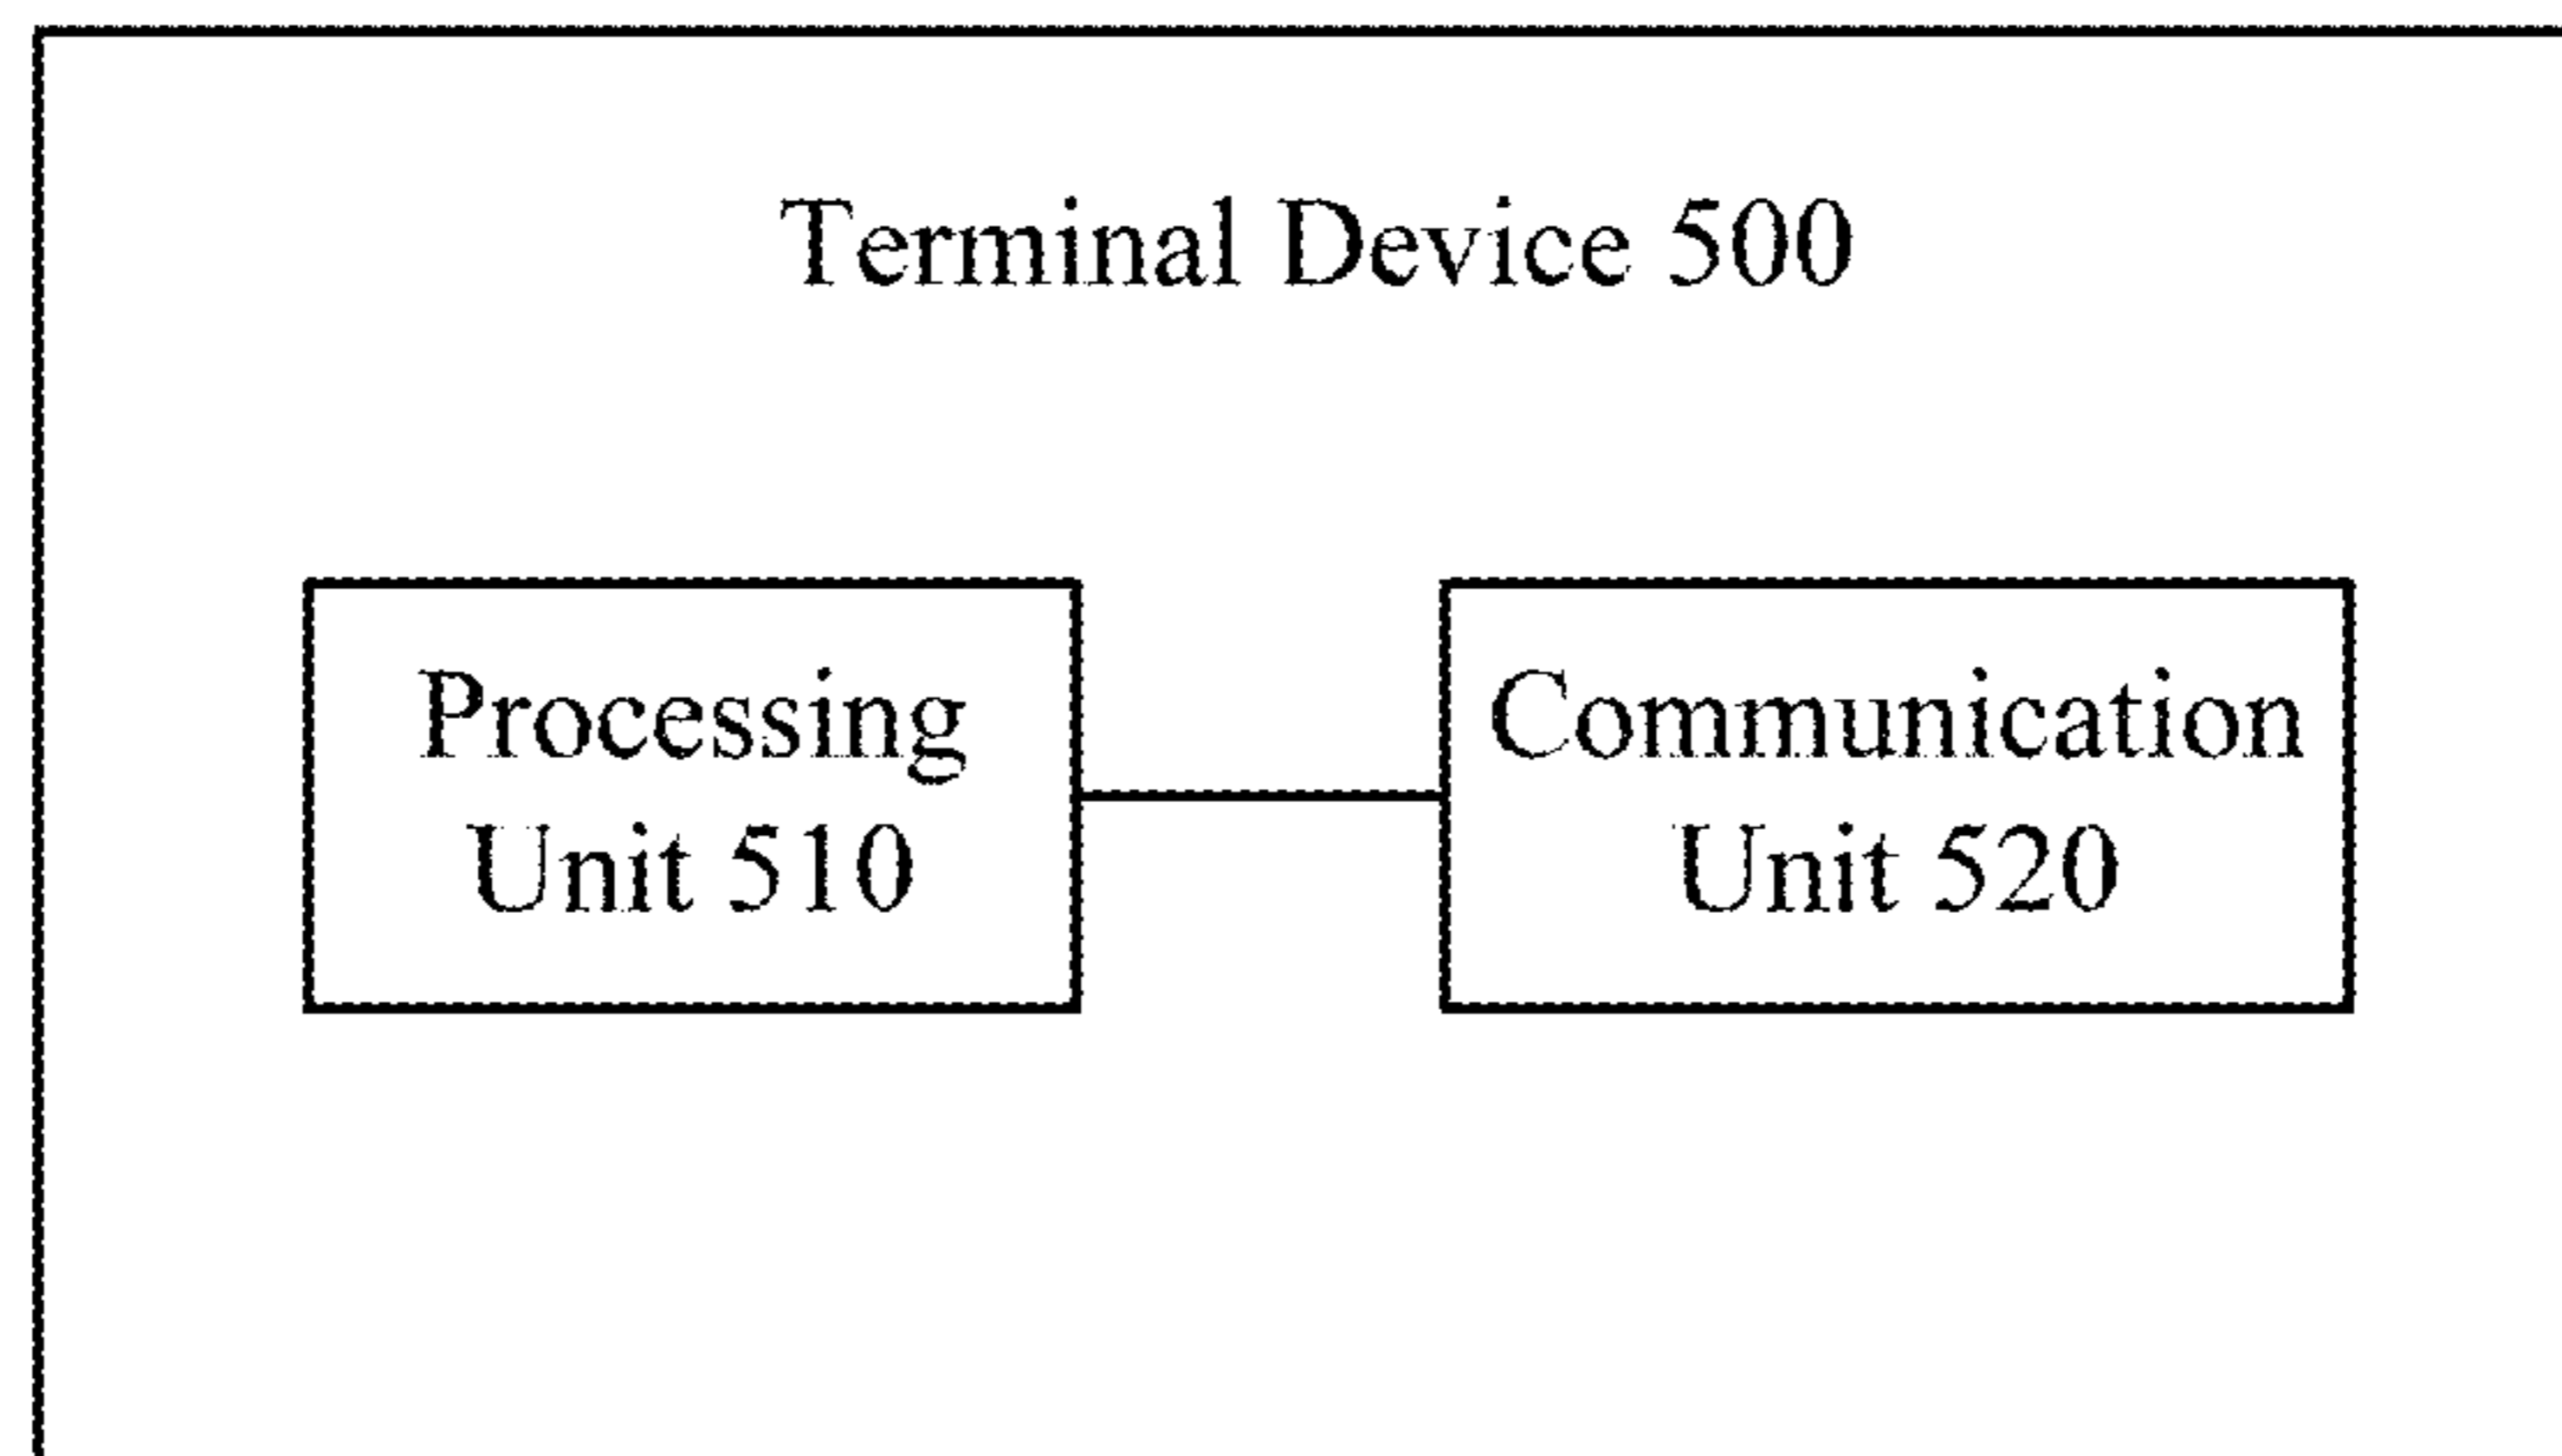 Terminal Device 500
Processing
Unit 510
Communication
Unit 520